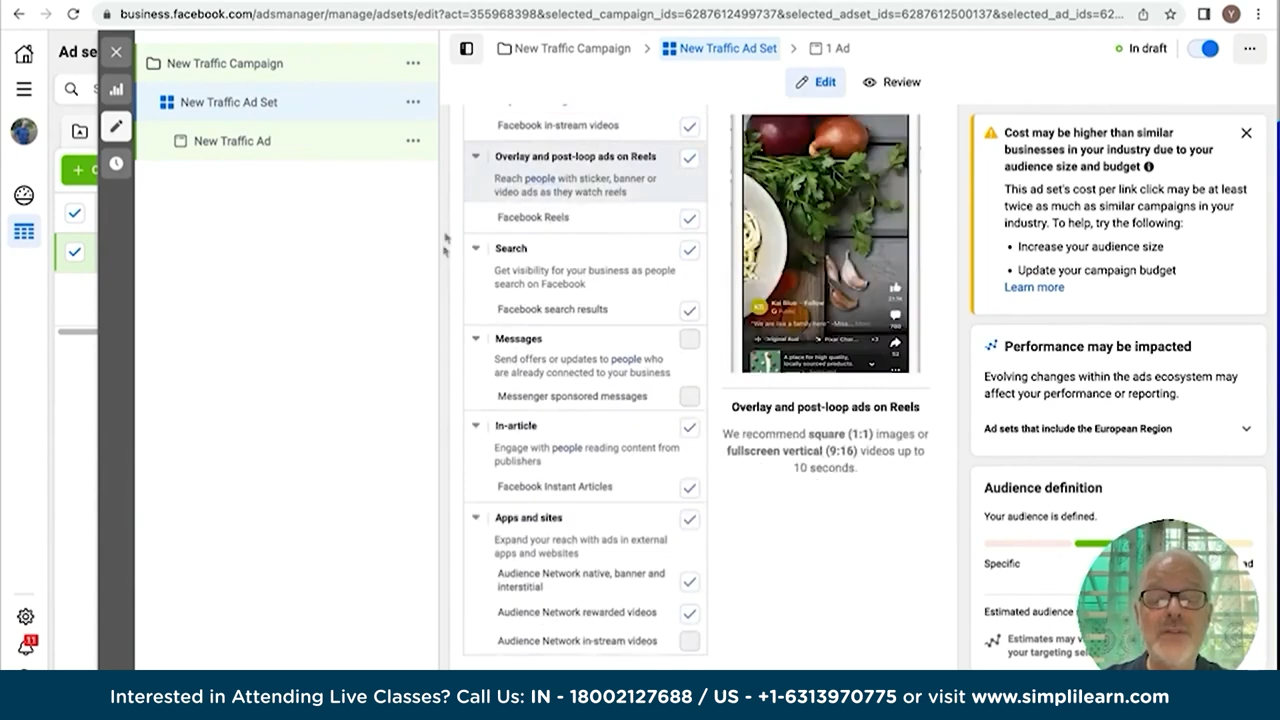 business.facebook.com/adsmanager/manage/adsets/edit?act=355968398&selected_campaign_ids=6287612499737&selected_adset_ids=6287612500137&selected_ad_ids=62...
Y
Ad se
New Traffic Campaign
New Traffic Ad Set
New Traffic Ad
New Traffic Campaign > New Traffic Ad Set > 1 Ad
In draft
Edit
Review
Facebook in-stream videos
Overlay and post-loop ads on Reels
Reach people with sticker, banner or
video ads as they watch reels
Facebook Reels
Search
Get visibility for your business as people
search on Facebook
Facebook search results
Messages
Send offers or updates to people who
are already connected to your business
Messenger sponsored messages
In-article
Engage with people reading content from
publishers
Facebook Instant Articles
Apps and sites
Expand your reach with ads in external
apps and websites
Audience Network native, banner and
interstitial
Audience Network rewarded videos
Audience Network in-stream videos
A place for high quality,
locally sourced products.
Overlay and post-loop ads on Reels
We recommend square (1:1) images or
fullscreen vertical (9:16) videos up to
10 seconds.
Cost may be higher than similar
businesses in your industry due to your
audience size and budget
This ad set's cost per link click may be at least
twice as much as similar campaigns in your
industry. To help, try the following:
• Increase your audience size
• Update your campaign budget
Learn more
Performance may be impacted
Evolving changes within the ads ecosystem may
affect your performance or reporting.
Ad sets that include the European Region
Audience definition
Your audience is defined.
Specific
Estimated audience
Estimates may
your targeting
11
Interested in Attending Live Classes? Call Us: IN - 18002127688 / US - +1-6313970775 or visit www.simplilearn.com